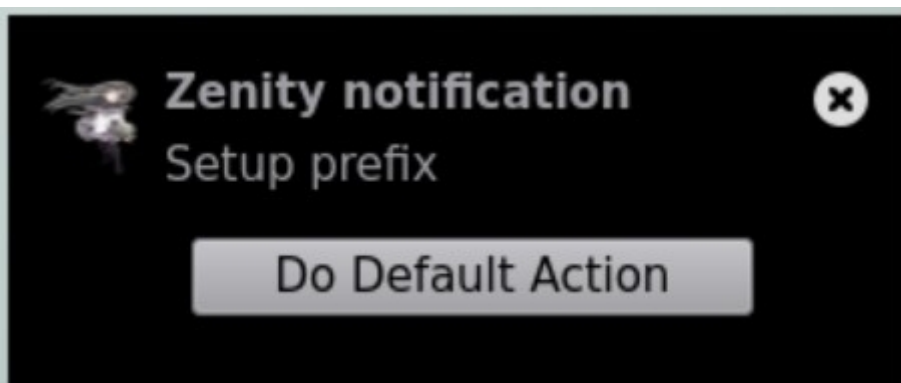 Zenity notification
Setup prefix
Do Default Action